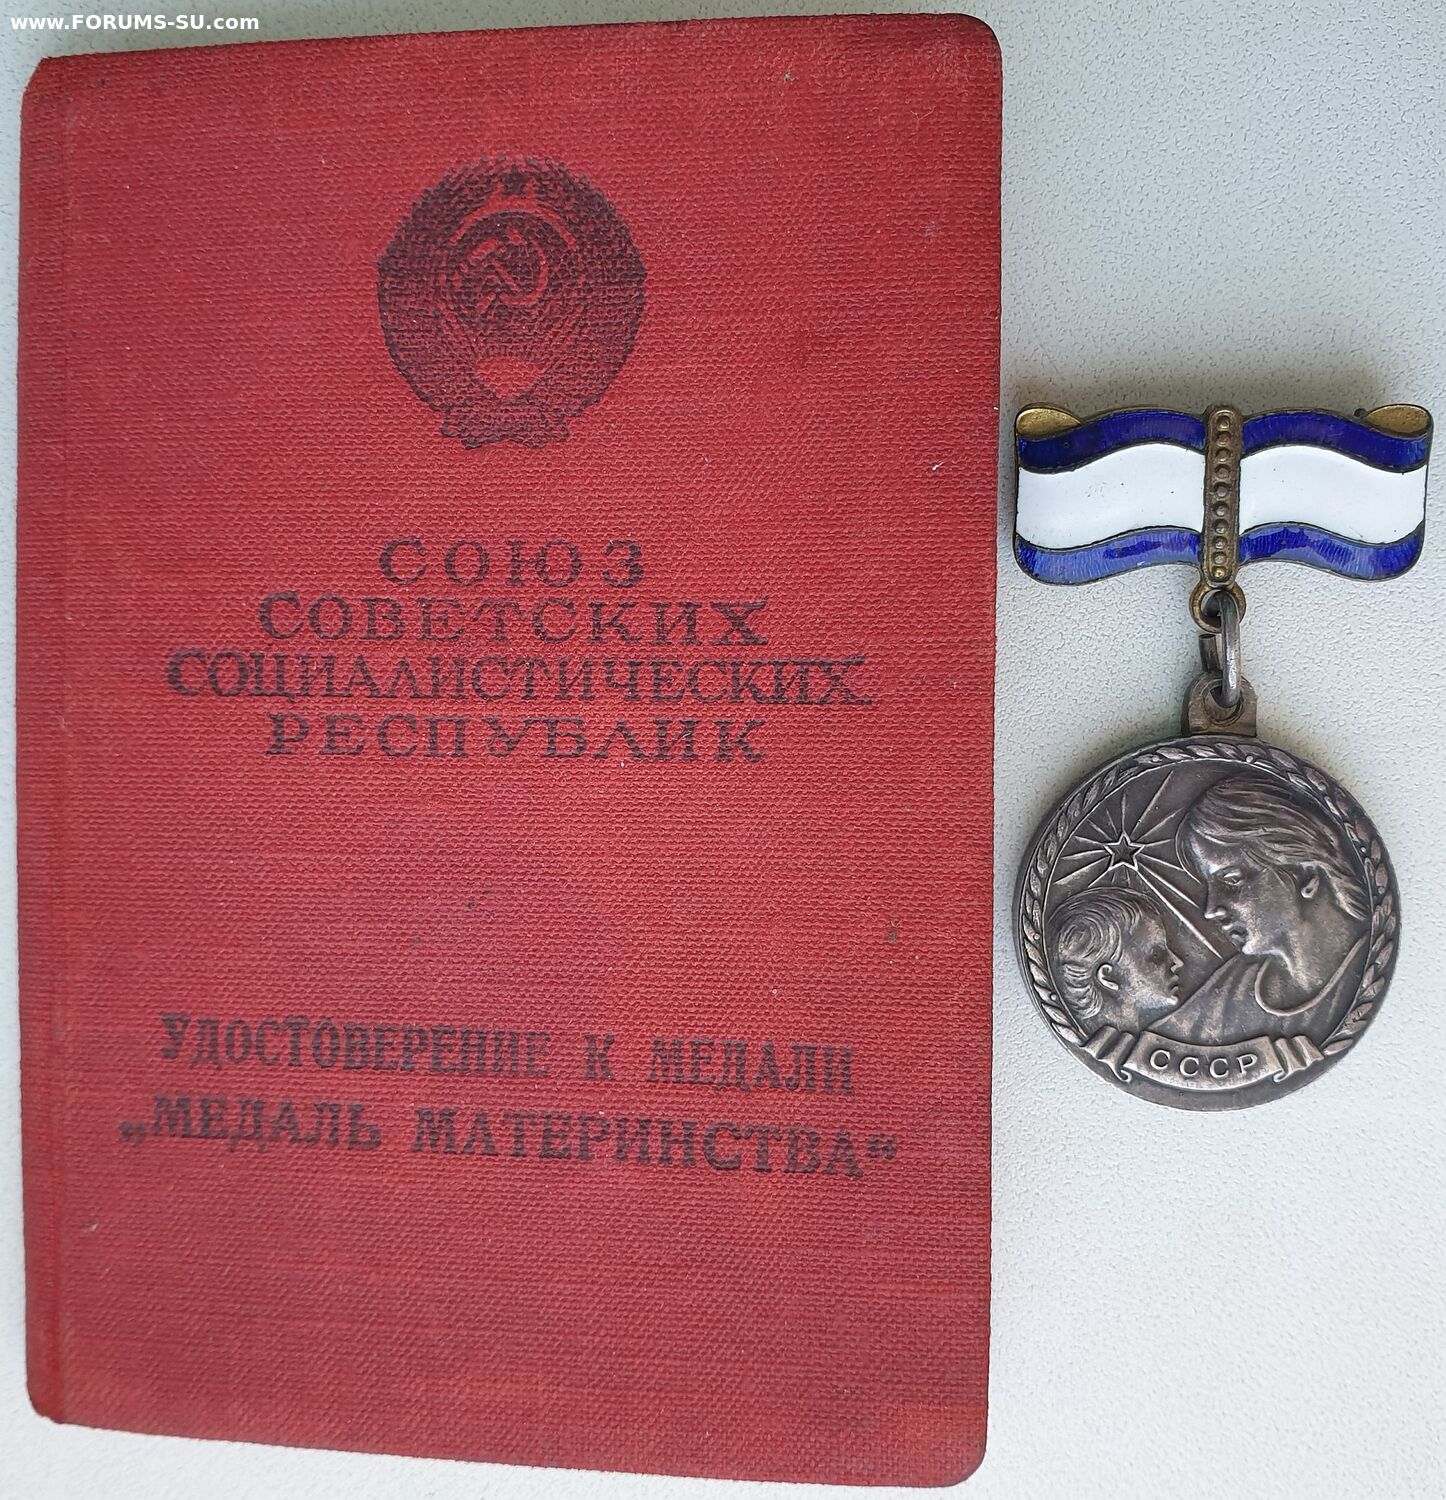 www.FORUMS-SU.com
СОЮЗ
СОВЕТСКИХ
СОЦИАЛИСТИЧЕСКИХ
РЕСПУБЛИК
УДОСТОВЕРЕНИЕ К МЕДАЛИ
„МЕДАЛЬ МАТЕРИНСТВА“
СССР